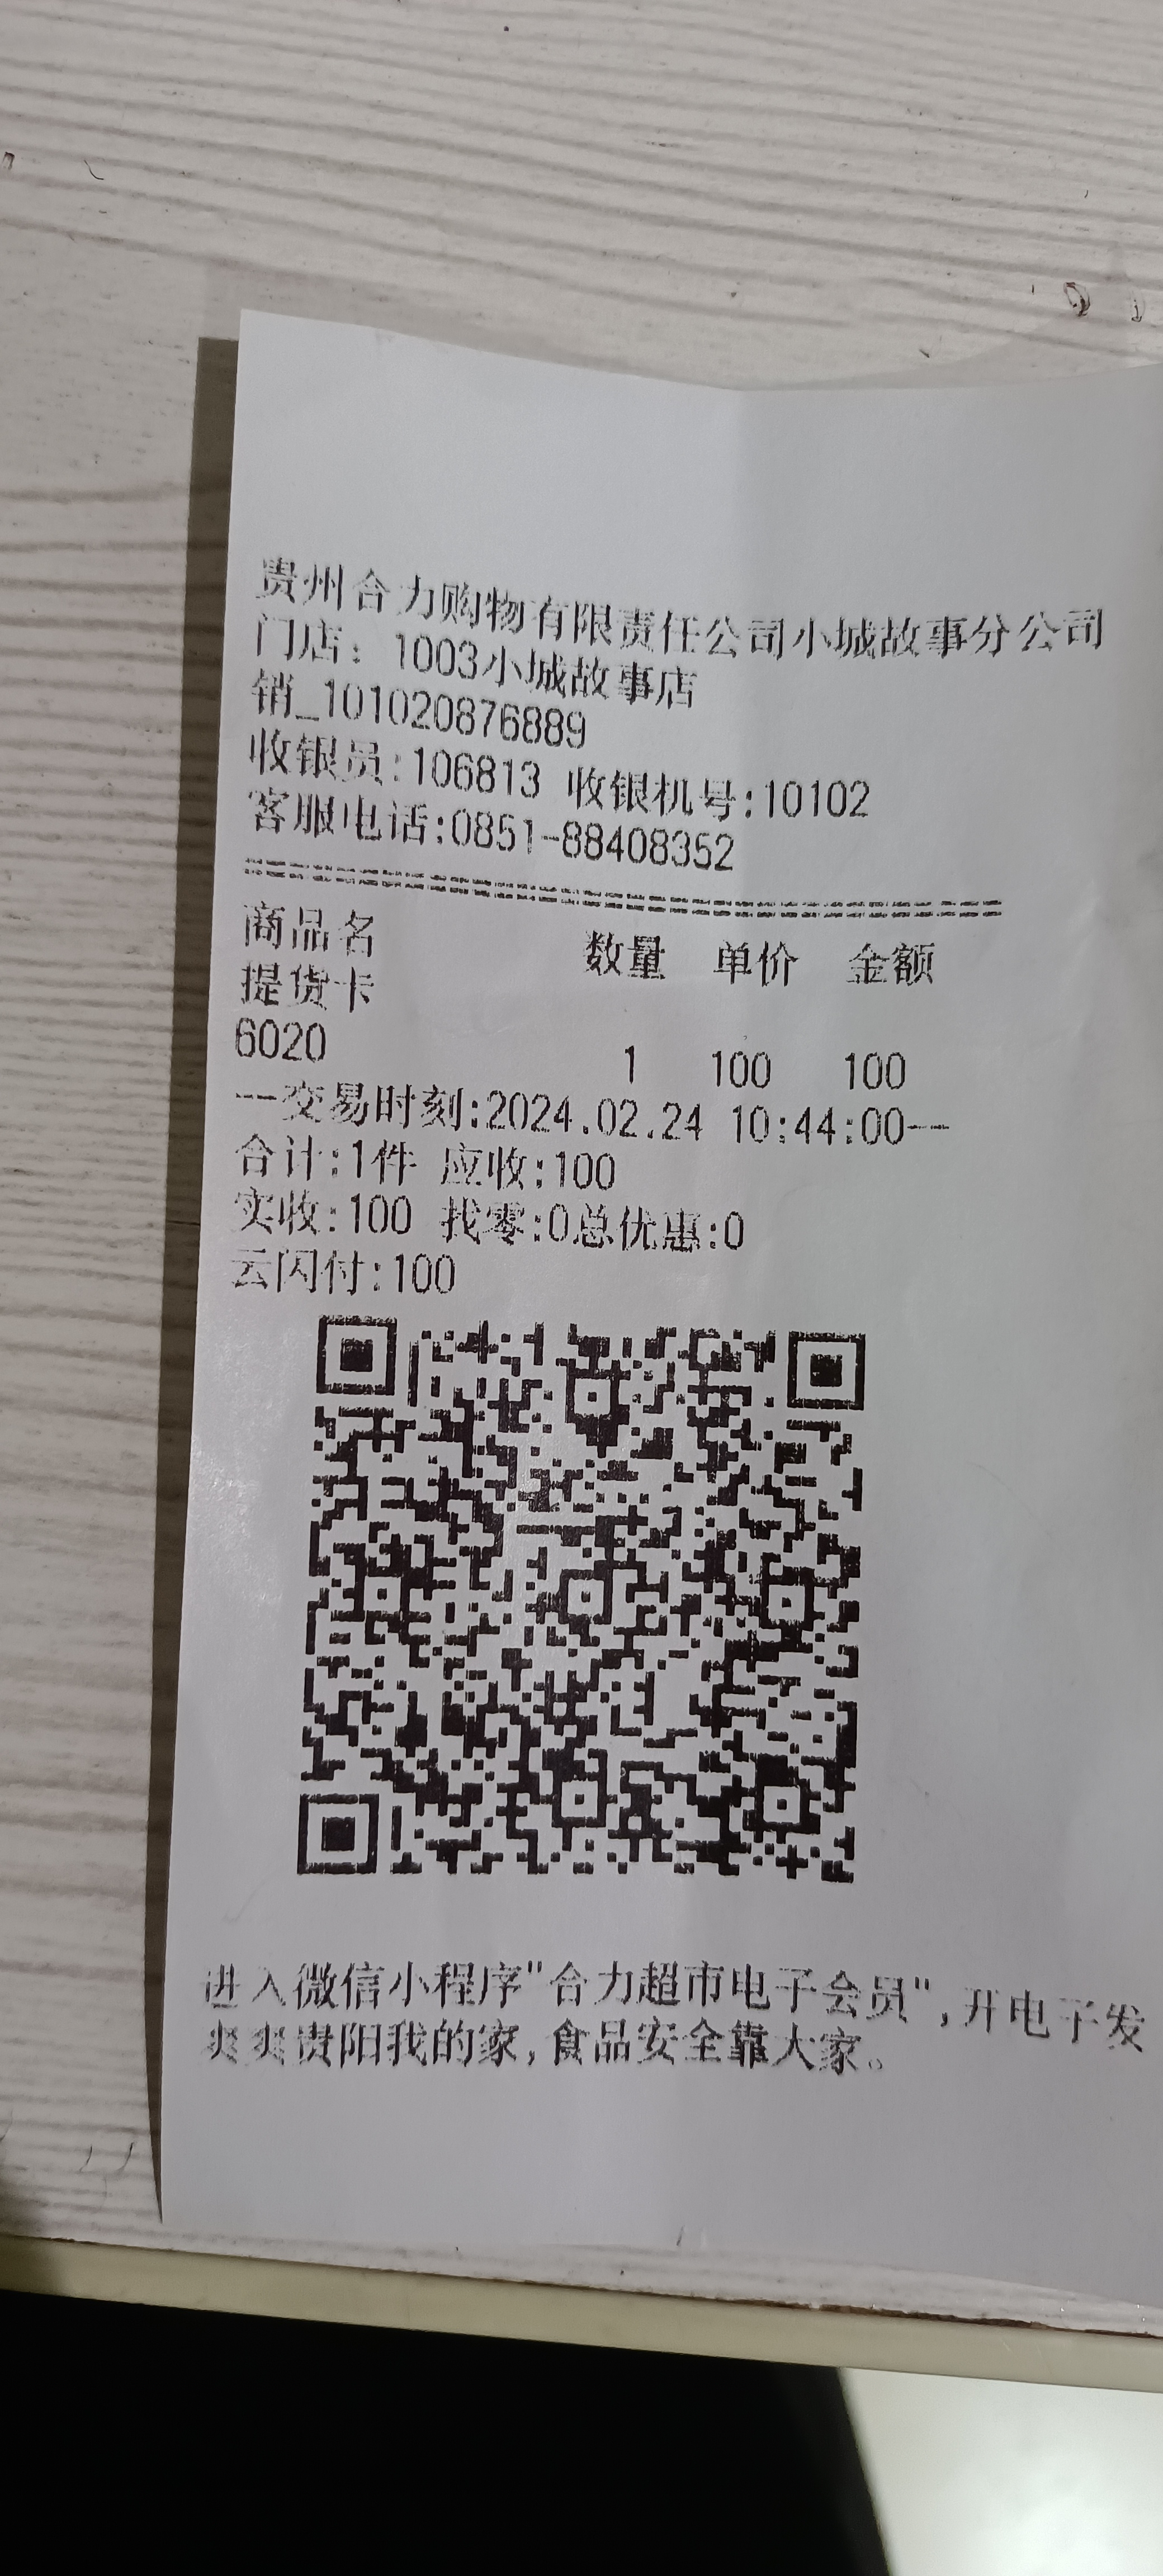 贵州合力购物有限责任公司小城故事分公司
门店：1003小城故事店
销_101020876889
收银员:106813 收银机号:10102
客服电话:0851-88408352
商品名 数量 单价 金额
提货卡
6020 1 100 100
--交易时刻:2024.02.24 10:44:00--
合计:1件 应收:100
实收:100 找零:0总优惠:0
云闪付:100
进入微信小程序"合力超市电子会员",开电子发
爽爽贵阳我的家,食品安全靠大家。